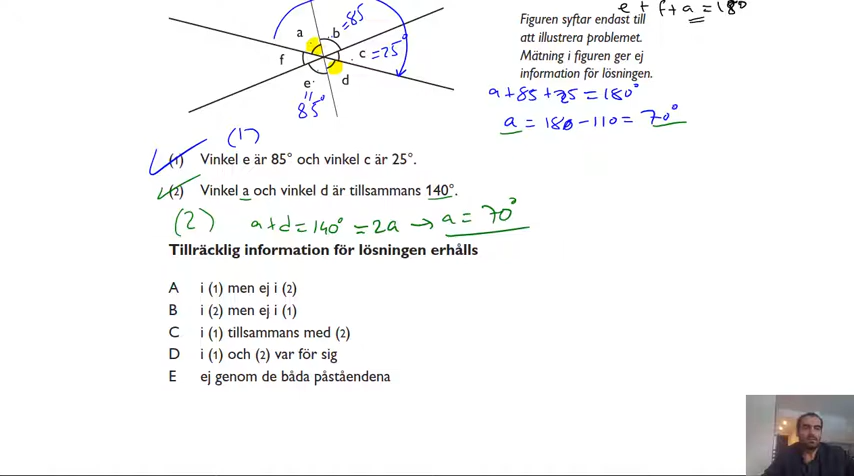 e + f + a = 180
= 85
a
b
Figuren syftar endast till
att illustrera problemet.
Mätning i figuren ger ej
information för lösningen.
f
c = 25°
e
d
=
85°
a + 85 + 25 = 180°
a = 180 - 110 = 70°
(1)
(1) Vinkel e är 85° och vinkel c är 25°.
(2) Vinkel a och vinkel d är tillsammans 140°.
(2) a + d = 140° = 2a → a = 70°
Tillräcklig information för lösningen erhålls
A i (1) men ej i (2)
B i (2) men ej i (1)
C i (1) tillsammans med (2)
D i (1) och (2) var för sig
E ej genom de båda påståendena